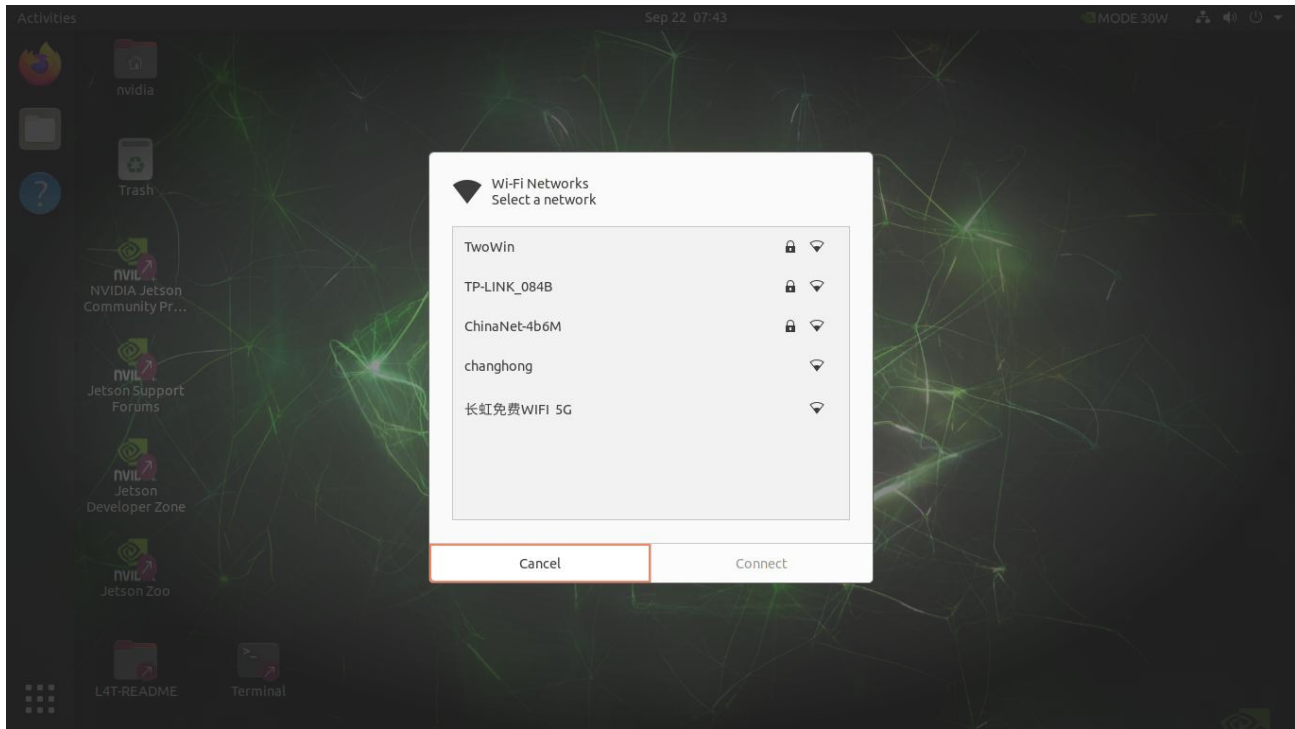 Activities
Sep 22 07:43
MODE 30W
nvidia
Trash
NVIDIA Jetson
Community Pr...
Jetson Support
Forums
Jetson
Developer Zone
Jetson Zoo
L4T-README
Terminal
Wi-Fi Networks
Select a network
TwoWin
TP-LINK_084B
ChinaNet-4b6M
changhong
长虹免费WIFI 5G
Cancel
Connect